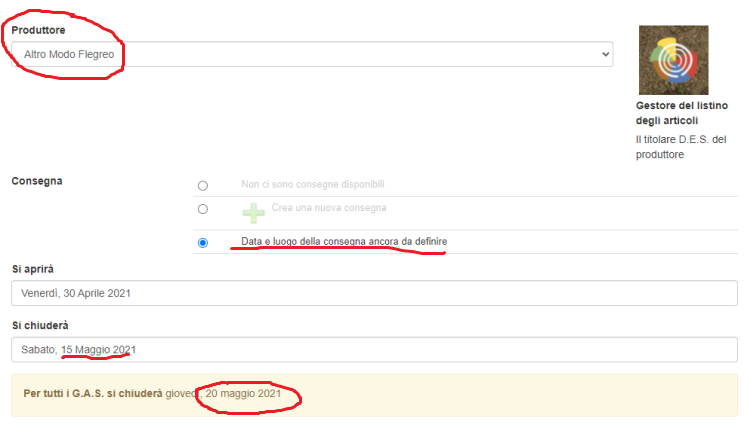 Produttore
Altro Modo Flegreo
Gestore del listino
degli articoli
Il titolare D.E.S. del
produttore
Consegna
Non ci sono consegne disponibili
Crea una nuova consegna
Data e luogo della consegna ancora da definire
Si aprirà
Venerdì, 30 Aprile 2021
Si chiuderà
Sabato, 15 Maggio 2021
Per tutti i G.A.S. si chiuderà giovedì, 20 maggio 2021